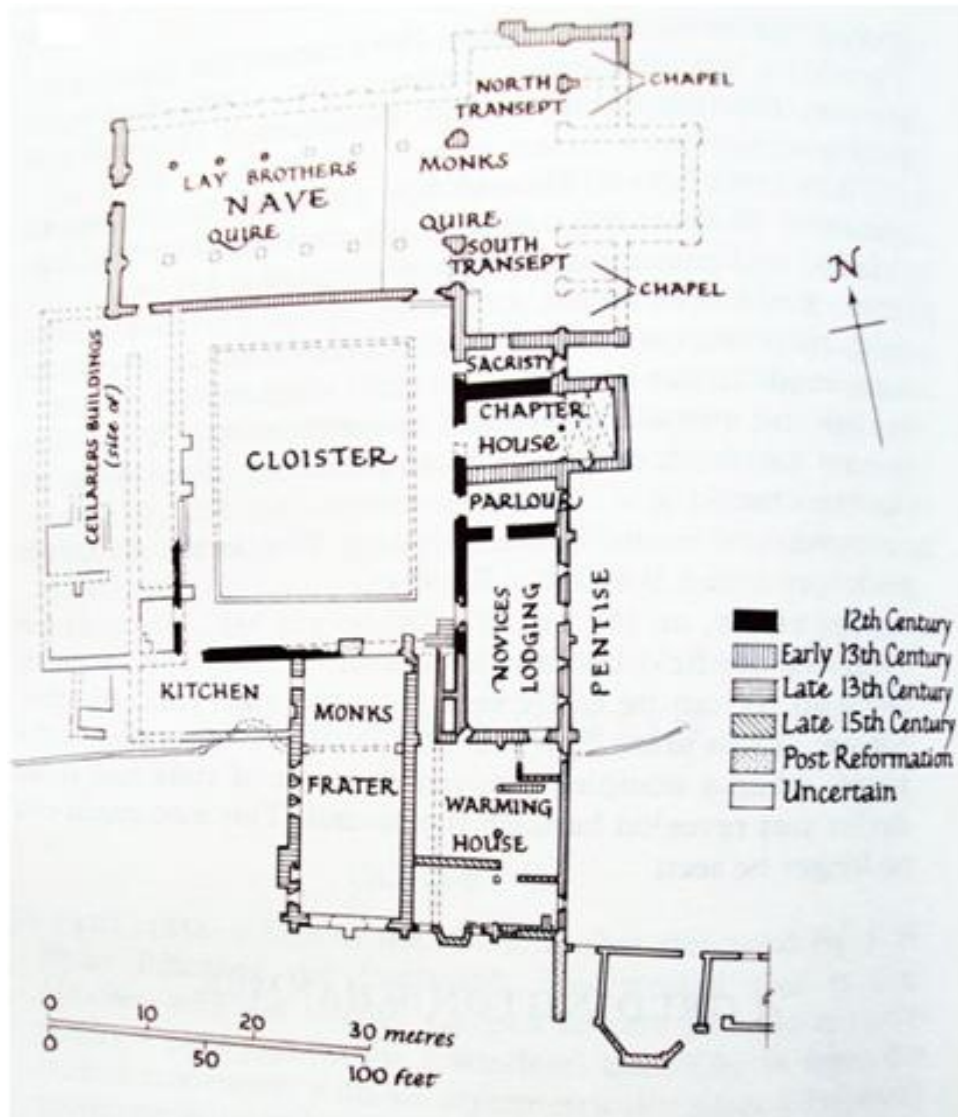 NORTH
TRANSEPT
CHAPEL
MONKS
LAY BROTHERS
NAVE
QUIRE
QUIRE
SOUTH
TRANSEPT
CHAPEL
N
SACRISTY
CHAPTER
HOUSE
PARLOUR
CELLARERS BUILDINGS
(site of)
CLOISTER
NOVICES
LODGING
PENTISE
KITCHEN
MONKS
FRATER
WARMING
HOUSE
12th Century
Early 13th Century
Late 13th Century
Late 15th Century
Post Reformation
Uncertain
0 10 20 30 metres
0 50 100 feet